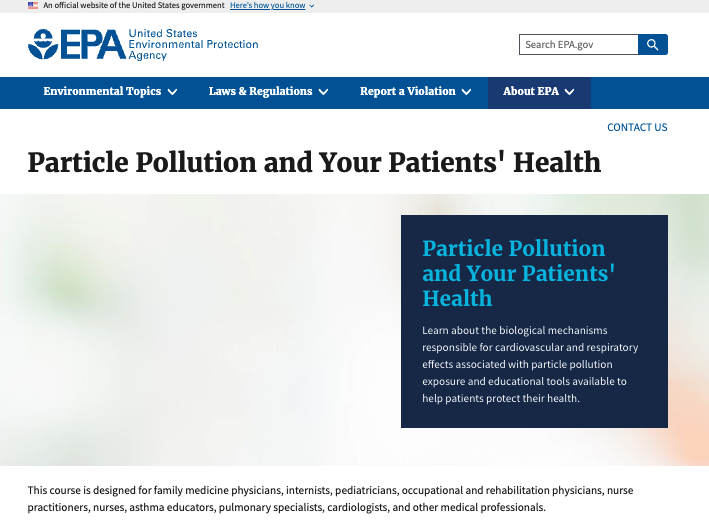 An official website of the United States government Here's how you know
EPA United States
Environmental Protection
Agency
Search EPA.gov
Environmental Topics
Laws & Regulations
Report a Violation
About EPA
CONTACT US
Particle Pollution and Your Patients' Health
Particle Pollution
and Your Patients'
Health
Learn about the biological mechanisms
responsible for cardiovascular and respiratory
effects associated with particle pollution
exposure and educational tools available to
help patients protect their health.
This course is designed for family medicine physicians, internists, pediatricians, occupational and rehabilitation physicians, nurse
practitioners, nurses, asthma educators, pulmonary specialists, cardiologists, and other medical professionals.